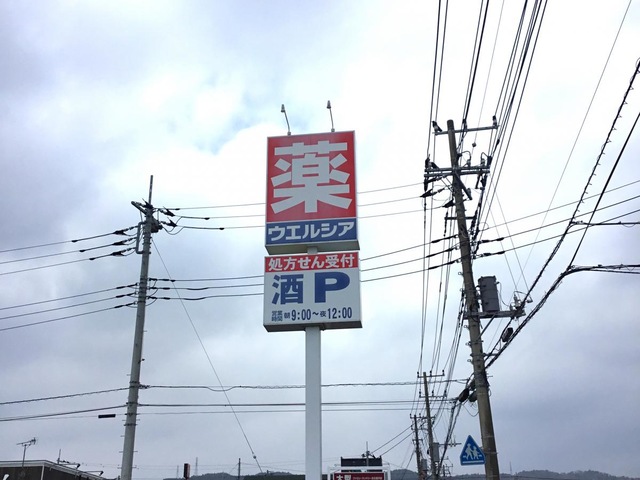 薬
ウエルシア
処方せん受付
酒 P
営業時間 朝9:00～夜12:00